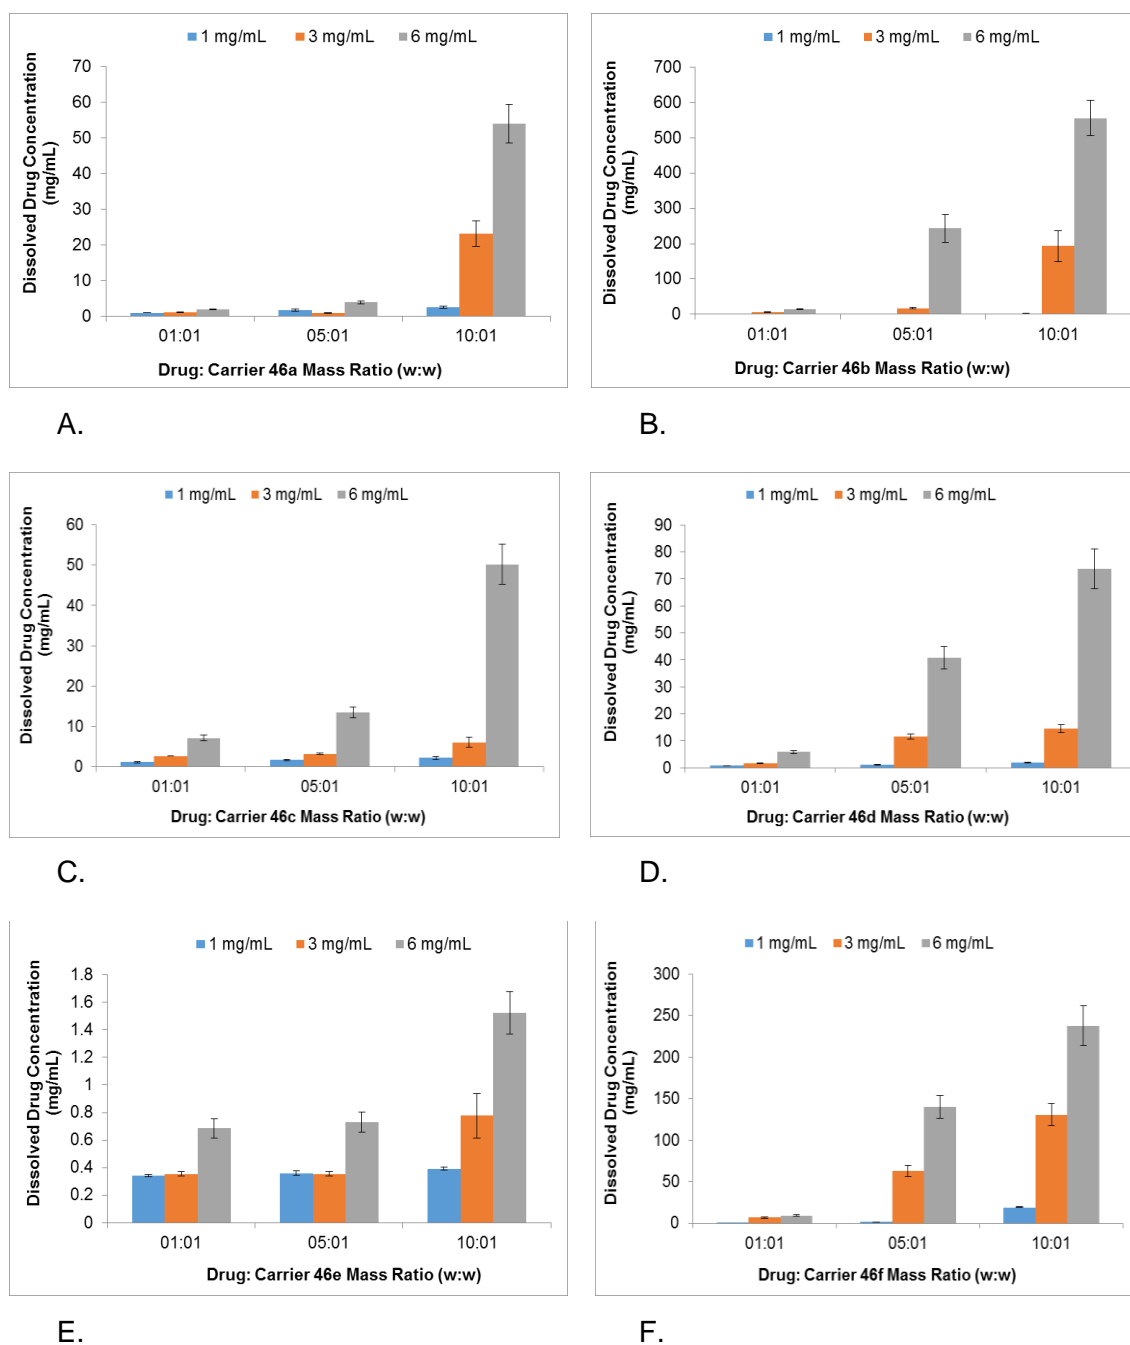 1 mg/mL 3 mg/mL 6 mg/mL
Dissolved Drug Concentration
(mg/mL)
70
60
50
40
30
20
10
0
01:01 05:01 10:01
Drug: Carrier 46a Mass Ratio (w:w)
A.
1 mg/mL 3 mg/mL 6 mg/mL
Dissolved Drug Concentration
(mg/mL)
700
600
500
400
300
200
100
0
01:01 05:01 10:01
Drug: Carrier 46b Mass Ratio (w:w)
B.
1 mg/mL 3 mg/mL 6 mg/mL
Dissolved Drug Concentration
(mg/mL)
60
50
40
30
20
10
0
01:01 05:01 10:01
Drug: Carrier 46c Mass Ratio (w:w)
C.
1 mg/mL 3 mg/mL 6 mg/mL
Dissolved Drug Concentration
(mg/mL)
90
80
70
60
50
40
30
20
10
0
01:01 05:01 10:01
Drug: Carrier 46d Mass Ratio (w:w)
D.
1 mg/mL 3 mg/mL 6 mg/mL
Dissolved Drug Concentration
(mg/mL)
1.8
1.6
1.4
1.2
1
0.8
0.6
0.4
0.2
0
01:01 05:01 10:01
Drug: Carrier 46e Mass Ratio (w:w)
E.
1 mg/mL 3 mg/mL 6 mg/mL
Dissolved Drug Concentration
(mg/mL)
300
250
200
150
100
50
0
01:01 05:01 10:01
Drug: Carrier 46f Mass Ratio (w:w)
F.